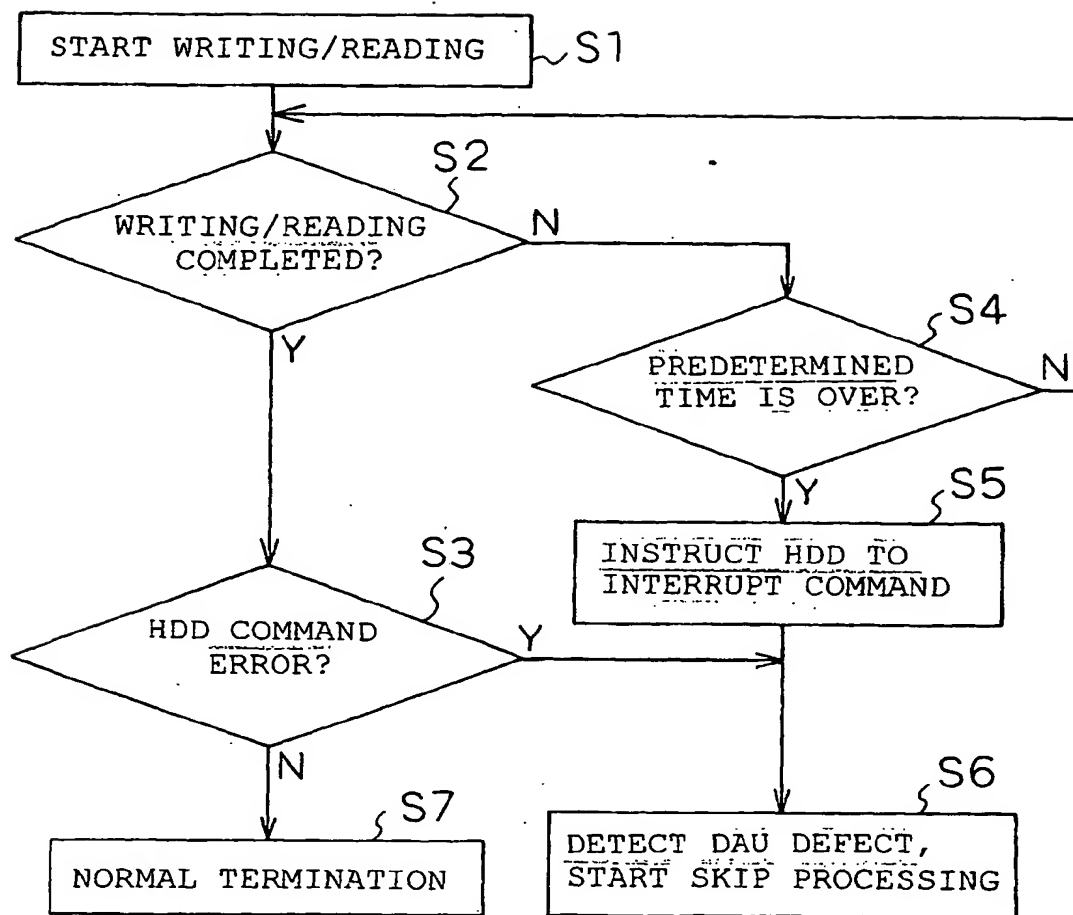 START WRITING/READING
S1
S2
WRITING/READING
COMPLETED?
N
Y
S4
PREDETERMINED
TIME IS OVER?
N
Y
S5
INSTRUCT HDD TO
INTERRUPT COMMAND
S3
HDD COMMAND
ERROR?
Y
N
S7
NORMAL TERMINATION
S6
DETECT DAU DEFECT,
START SKIP PROCESSING